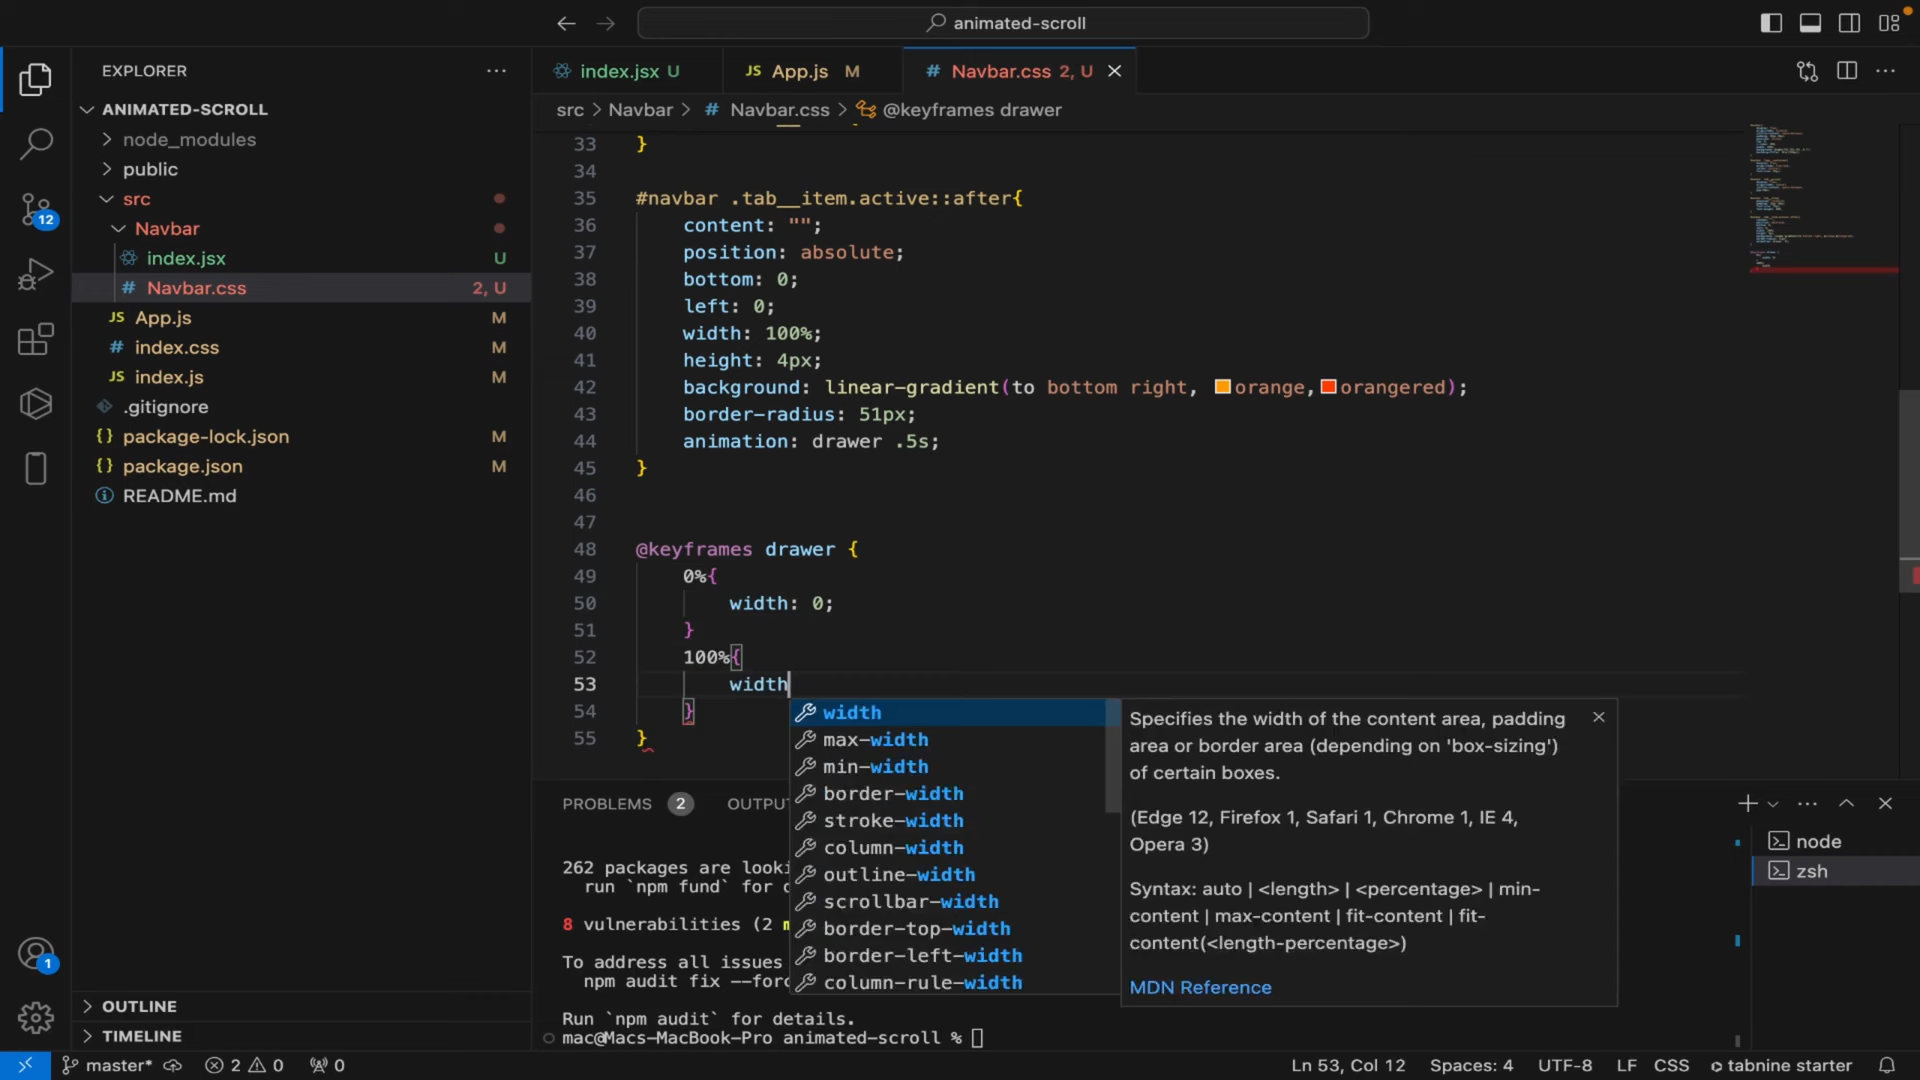 animated-scroll
EXPLORER
ANIMATED-SCROLL
node_modules
public
src
Navbar
index.jsx U
Navbar.css 2, U
App.js M
index.css M
index.js M
.gitignore
package-lock.json M
package.json M
README.md
OUTLINE
TIMELINE
12
1
index.jsx U
App.js M
Navbar.css 2, U
src > Navbar > Navbar.css > @keyframes drawer
33 }
34
35 #navbar .tab__item.active::after{
36 content: "";
37 position: absolute;
38 bottom: 0;
39 left: 0;
40 width: 100%;
41 height: 4px;
42 background: linear-gradient(to bottom right, orange,orangered);
43 border-radius: 51px;
44 animation: drawer .5s;
45 }
46
47
48 @keyframes drawer {
49 0%{
50 width: 0;
51 }
52 100%{
53 width
54 }
55 }
width
max-width
min-width
border-width
stroke-width
column-width
outline-width
scrollbar-width
border-top-width
border-left-width
column-rule-width
Specifies the width of the content area, padding
area or border area (depending on 'box-sizing')
of certain boxes.
(Edge 12, Firefox 1, Safari 1, Chrome 1, IE 4,
Opera 3)
Syntax: auto | <length> | <percentage> | min-
content | max-content | fit-content | fit-
content(<length-percentage>)
MDN Reference
PROBLEMS 2 OUTPU
262 packages are looki
run `npm fund` for d
8 vulnerabilities (2 m
To address all issues
npm audit fix --forc
Run `npm audit` for details.
mac@Macs-MacBook-Pro animated-scroll %
node
zsh
master* 2 0 0
Ln 53, Col 12 Spaces: 4 UTF-8 LF CSS tabnine starter